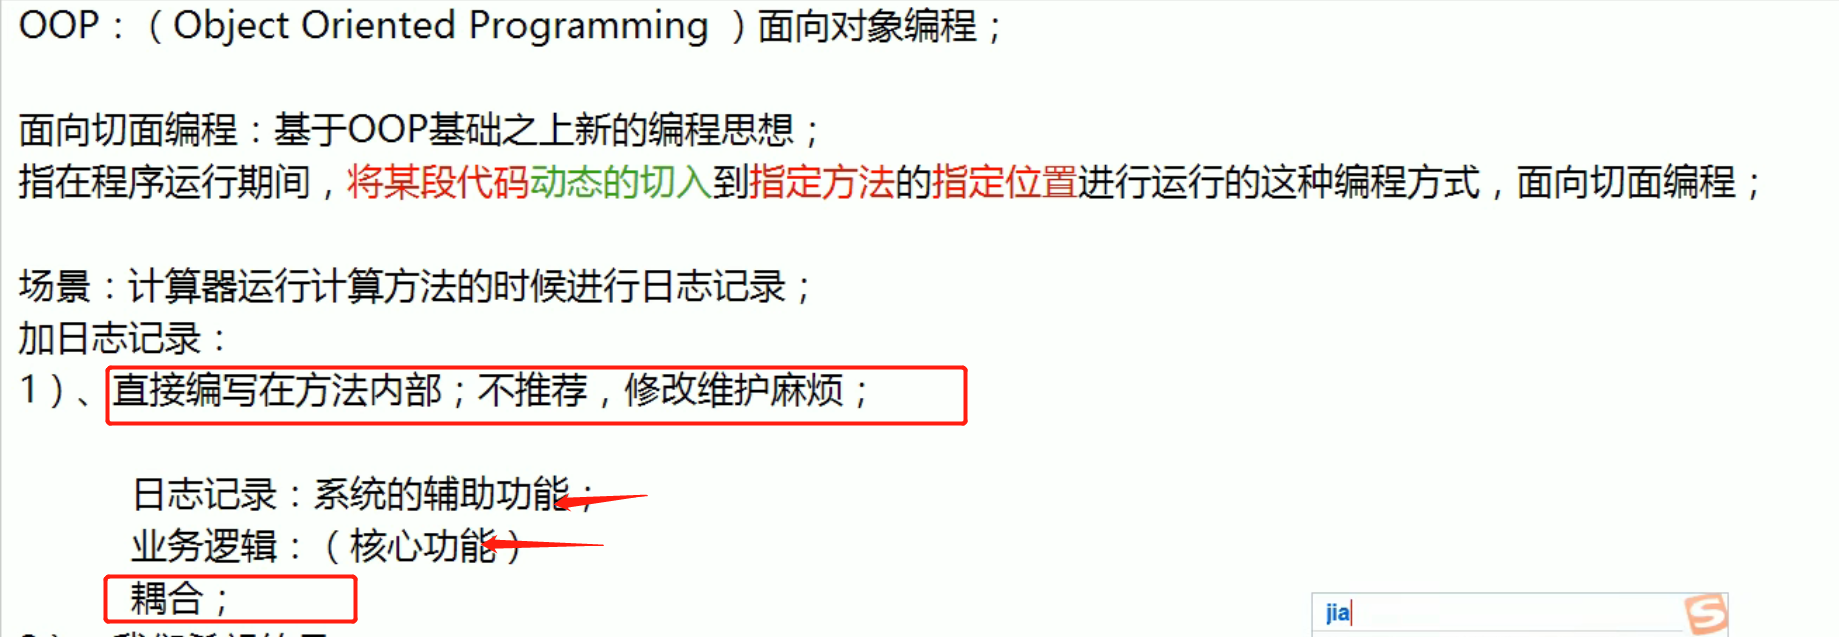 OOP：（Object Oriented Programming ）面向对象编程；
面向切面编程：基于OOP基础之上新的编程思想；
指在程序运行期间，将某段代码动态的切入到指定方法的指定位置进行运行的这种编程方式，面向切面编程；
场景：计算器运行计算方法的时候进行日志记录；
加日志记录：
1）、直接编写在方法内部；不推荐，修改维护麻烦；
日志记录：系统的辅助功能；
业务逻辑：（核心功能）
耦合；
jia